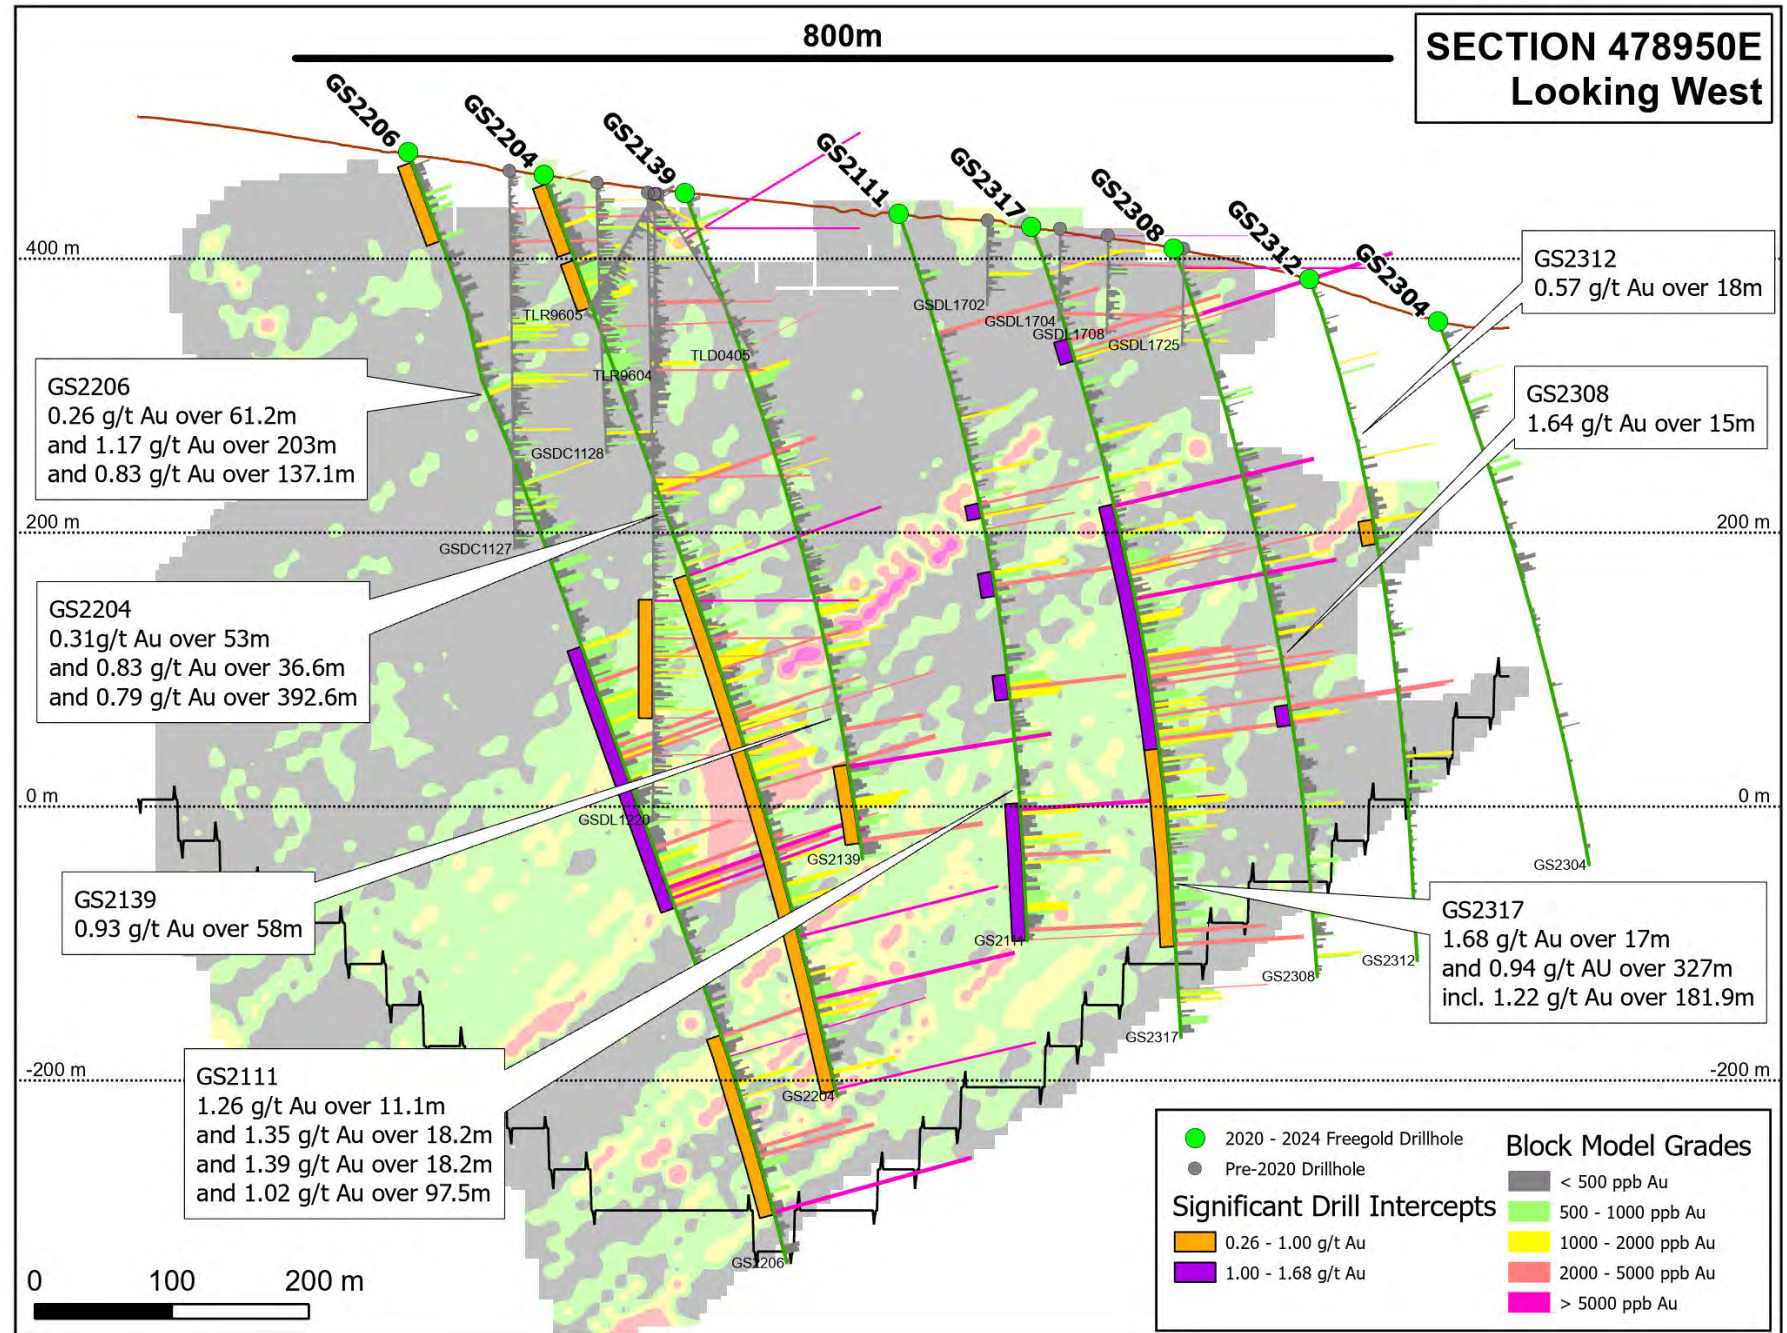 800m
SECTION 478950E
Looking West
GS2206
GS2204
GS2139
GS2111
GS2317
GS2308
GS2312
GS2304
400 m
GS2312
0.57 g/t Au over 18m
GSDL1702
GSDL1704
GSDL1708
GSDL1725
TLR9605
TLD0405
TLR9604
GS2206
0.26 g/t Au over 61.2m
and 1.17 g/t Au over 203m
and 0.83 g/t Au over 137.1m
GS2308
1.64 g/t Au over 15m
GSDC1128
200 m
200 m
GSDC1127
GS2204
0.31g/t Au over 53m
and 0.83 g/t Au over 36.6m
and 0.79 g/t Au over 392.6m
0 m
0 m
GSDL1220
GS2139
GS2304
GS2139
0.93 g/t Au over 58m
GS2111
GS2308
GS2312
GS2317
1.68 g/t Au over 17m
and 0.94 g/t AU over 327m
incl. 1.22 g/t Au over 181.9m
GS2317
-200 m
-200 m
GS2204
GS2111
1.26 g/t Au over 11.1m
and 1.35 g/t Au over 18.2m
and 1.39 g/t Au over 18.2m
and 1.02 g/t Au over 97.5m
GS2206
0 100 200 m
2020 - 2024 Freegold Drillhole
Pre-2020 Drillhole
Significant Drill Intercepts
0.26 - 1.00 g/t Au
1.00 - 1.68 g/t Au
Block Model Grades
< 500 ppb Au
500 - 1000 ppb Au
1000 - 2000 ppb Au
2000 - 5000 ppb Au
> 5000 ppb Au